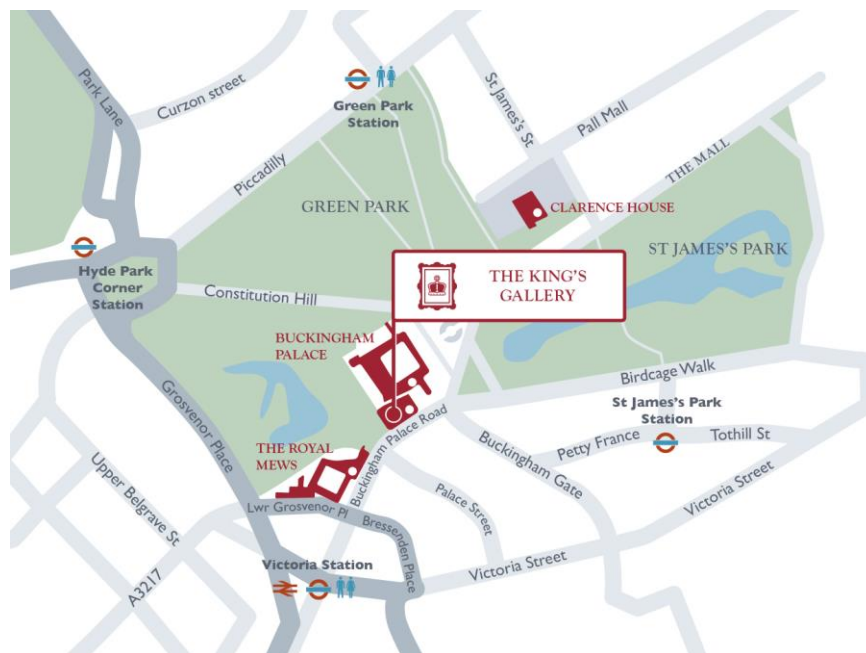 Park Lane
Curzon street
Green Park
Station
St James's St
Pall Mall
Piccadilly
THE MALL
GREEN PARK
CLARENCE HOUSE
ST JAMES'S PARK
Hyde Park
Corner
Station
THE KING'S
GALLERY
Constitution Hill
BUCKINGHAM
PALACE
Birdcage Walk
Grosvenor Place
St James's Park
Station
Buckingham Palace Road
Petty France
Tothill St
THE ROYAL
MEWS
Buckingham Gate
Upper Belgrave St
Palace Street
Victoria Street
Lwr Grosvenor Pl
Bressenden Place
Victoria Station
Victoria Street
A3217